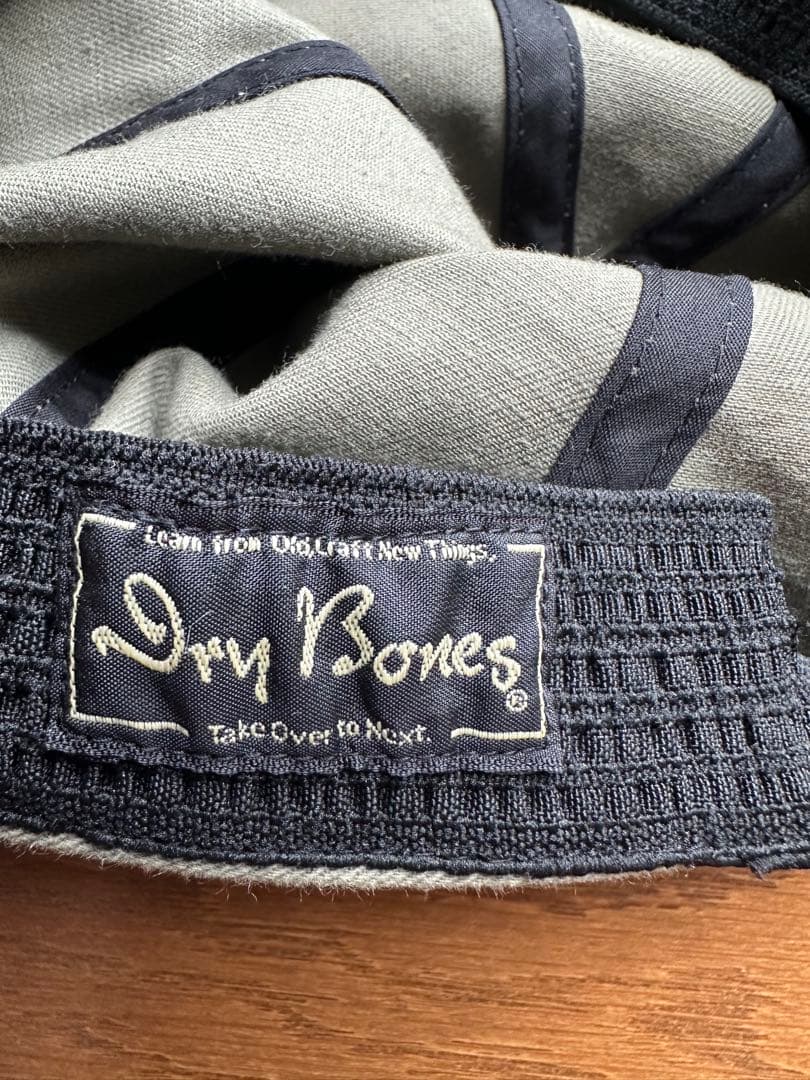 Learn from Old,Craft New Things.
Dry Bones
®
Take Over to Next.